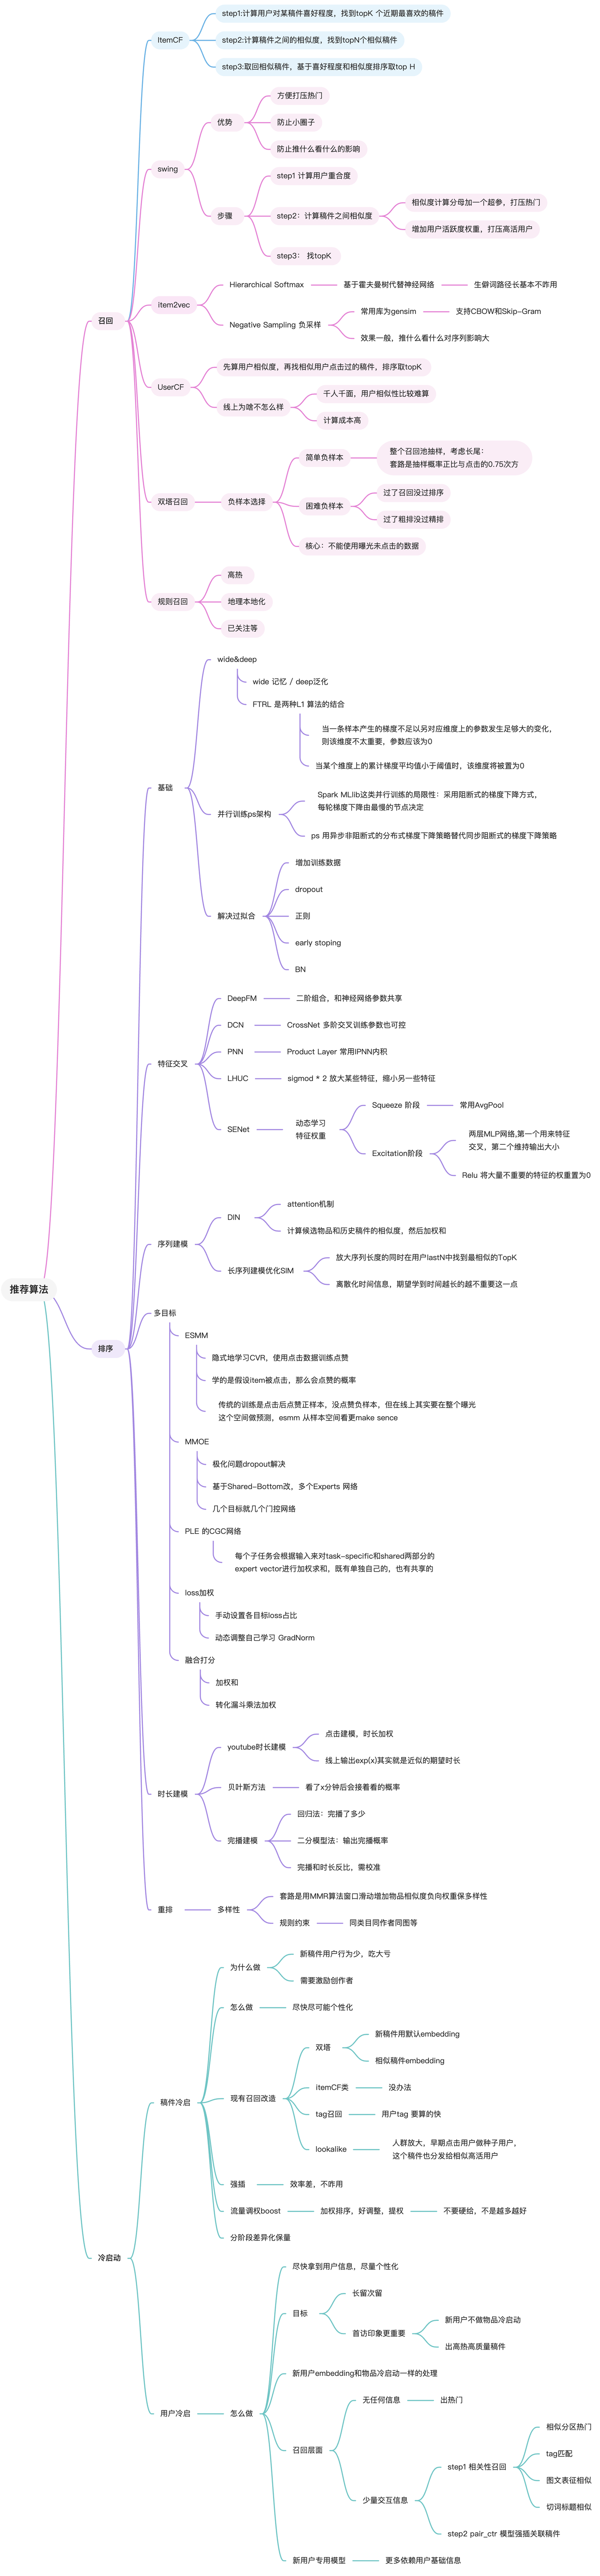 推荐算法
召回
ItemCF
step1:计算用户对某稿件喜好程度，找到topK 个近期最喜欢的稿件
step2:计算稿件之间的相似度，找到topN个相似稿件
step3:取回相似稿件，基于喜好程度和相似度排序取top H
swing
优势
方便打压热门
防止小圈子
防止推什么看什么的影响
步骤
step1 计算用户重合度
step2：计算稿件之间相似度
相似度计算分母加一个超参，打压热门
增加用户活跃度权重，打压高活用户
step3： 找topK
item2vec
Hierarchical Softmax
基于霍夫曼树代替神经网络
生僻词路径长基本不咋用
Negative Sampling 负采样
常用库为gensim
支持CBOW和Skip-Gram
效果一般，推什么看什么对序列影响大
UserCF
先算用户相似度，再找相似用户点击过的稿件，排序取topK
线上为啥不怎么样
千人千面，用户相似性比较难算
计算成本高
双塔召回
负样本选择
简单负样本
整个召回池抽样，考虑长尾：
套路是抽样概率正比与点击的0.75次方
困难负样本
过了召回没过排序
过了粗排没过精排
核心：不能使用曝光未点击的数据
规则召回
高热
地理本地化
已关注等
排序
基础
wide&deep
wide 记忆 / deep泛化
FTRL 是两种L1 算法的结合
当一条样本产生的梯度不足以另对应维度上的参数发生足够大的变化，
则该维度不太重要，参数应该为0
当某个维度上的累计梯度平均值小于阈值时，该维度将被置为0
并行训练ps架构
Spark MLlib这类并行训练的局限性：采用阻断式的梯度下降方式，
每轮梯度下降由最慢的节点决定
ps 用异步非阻断式的分布式梯度下降策略替代同步阻断式的梯度下降策略
解决过拟合
增加训练数据
dropout
正则
early stoping
BN
特征交叉
DeepFM
二阶组合，和神经网络参数共享
DCN
CrossNet 多阶交叉训练参数也可控
PNN
Product Layer 常用IPNN内积
LHUC
sigmod * 2 放大某些特征，缩小另一些特征
SENet
动态学习
特征权重
Squeeze 阶段
常用AvgPool
Excitation阶段
两层MLP网络,第一个用来特征
交叉，第二个维持输出大小
Relu 将大量不重要的特征的权重置为0
序列建模
DIN
attention机制
计算候选物品和历史稿件的相似度，然后加权和
长序列建模优化SIM
放大序列长度的同时在用户lastN中找到最相似的TopK
离散化时间信息，期望学到时间越长的越不重要这一点
多目标
ESMM
隐式地学习CVR，使用点击数据训练点赞
学的是假设item被点击，那么会点赞的概率
传统的训练是点击后点赞正样本，没点赞负样本，但在线上其实要在整个曝光
这个空间做预测，esmm 从样本空间看更make sence
MMOE
极化问题dropout解决
基于Shared-Bottom改，多个Experts 网络
几个目标就几个门控网络
PLE 的CGC网络
每个子任务会根据输入来对task-specific和shared两部分的
expert vector进行加权求和，既有单独自己的，也有共享的
loss加权
手动设置各目标loss占比
动态调整自己学习 GradNorm
融合打分
加权和
转化漏斗乘法加权
时长建模
youtube时长建模
点击建模，时长加权
线上输出exp(x)其实就是近似的期望时长
贝叶斯方法
看了x分钟后会接着看的概率
完播建模
回归法：完播了多少
二分模型法：输出完播概率
完播和时长反比，需校准
重排
多样性
套路是用MMR算法窗口滑动增加物品相似度负向权重保多样性
规则约束
同类目同作者同图等
冷启动
稿件冷启
为什么做
新稿件用户行为少，吃大亏
需要激励创作者
怎么做
尽快尽可能个性化
现有召回改造
双塔
新稿件用默认embedding
相似稿件embedding
itemCF类
没办法
tag召回
用户tag 要算的快
lookalike
人群放大，早期点击用户做种子用户，
这个稿件也分发给相似高活用户
强插
效率差，不咋用
流量调权boost
加权排序，好调整，提权
不要硬给，不是越多越好
分阶段差异化保量
用户冷启
怎么做
尽快拿到用户信息，尽量个性化
目标
长留次留
首访印象更重要
新用户不做物品冷启动
出高热高质量稿件
新用户embedding和物品冷启动一样的处理
召回层面
无任何信息
出热门
少量交互信息
step1 相关性召回
相似分区热门
tag匹配
图文表征相似
切词标题相似
step2 pair_ctr 模型强插关联稿件
新用户专用模型
更多依赖用户基础信息